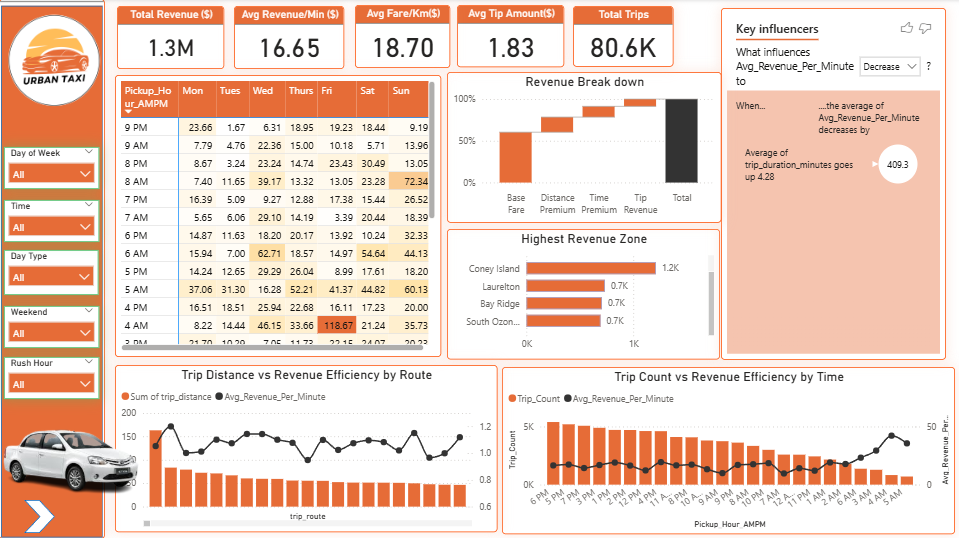 URBAN TAXI
Day of Week
All
Time
All
Day Type
All
Weekend
All
Rush Hour
All
Total Revenue ($)
1.3M
Avg Revenue/Min ($)
16.65
Avg Fare/Km($)
18.70
Avg Tip Amount($)
1.83
Total Trips
80.6K
Pickup_Ho Mon Tues Wed Thurs Fri Sat Sun
ur_AMPM
9 PM 23.66 1.67 6.31 18.95 19.23 18.44 9.19
9 AM 7.79 4.76 22.36 15.00 10.18 5.71 13.96
8 PM 8.67 3.24 23.24 14.74 23.43 30.49 13.05
8 AM 7.40 11.65 39.17 13.32 13.05 23.28 72.34
7 PM 16.39 5.09 9.27 12.88 17.38 15.44 26.52
7 AM 5.65 6.06 29.10 14.19 3.39 20.44 18.39
6 PM 14.87 11.63 18.20 20.17 13.92 10.24 32.33
6 AM 15.94 7.00 62.71 18.57 14.97 54.64 44.13
5 PM 14.24 12.65 29.29 26.04 8.99 17.61 18.20
5 AM 37.06 31.30 16.28 52.21 41.37 44.82 60.13
4 PM 16.51 18.51 25.94 22.68 16.11 17.23 20.00
4 AM 8.22 14.44 46.15 33.66 118.67 21.24 35.73
3 PM 21.70 10.29 7.05 11.73 22.15 24.07 20.23
Revenue Break down
100%
50%
0%
Base Distance Time Tip Total
Fare Premium Premium Revenue
Highest Revenue Zone
Coney Island 1.2K
Laurelton 0.7K
Bay Ridge 0.7K
South Ozon... 0.7K
0K 1K
Key influencers
What influences
Avg_Revenue_Per_Minute Decrease ?
to
When...
....the average of
Avg_Revenue_Per_Minute
decreases by
Average of
trip_duration_minutes goes
up 4.28
409.3
Trip Distance vs Revenue Efficiency by Route
Sum of trip_distance Avg_Revenue_Per_Minute
200
150
50
0
1.2
1.0
0.8
0.6
trip_route
Trip Count vs Revenue Efficiency by Time
Trip_Count Avg_Revenue_Per_Minute
Trip_Count
5K
0K
50
0
Avg_Revenue_Per...
6 PM 5 PM 7 PM 3 PM 2 PM 12 PM 4 PM 11 A... 8 PM 10 A... 9 AM 9 PM 8 AM 10 PM 7 AM 12 A... 11 PM 1 AM 2 AM 6 AM 3 AM 4 AM 5 AM
Pickup_Hour_AMPM